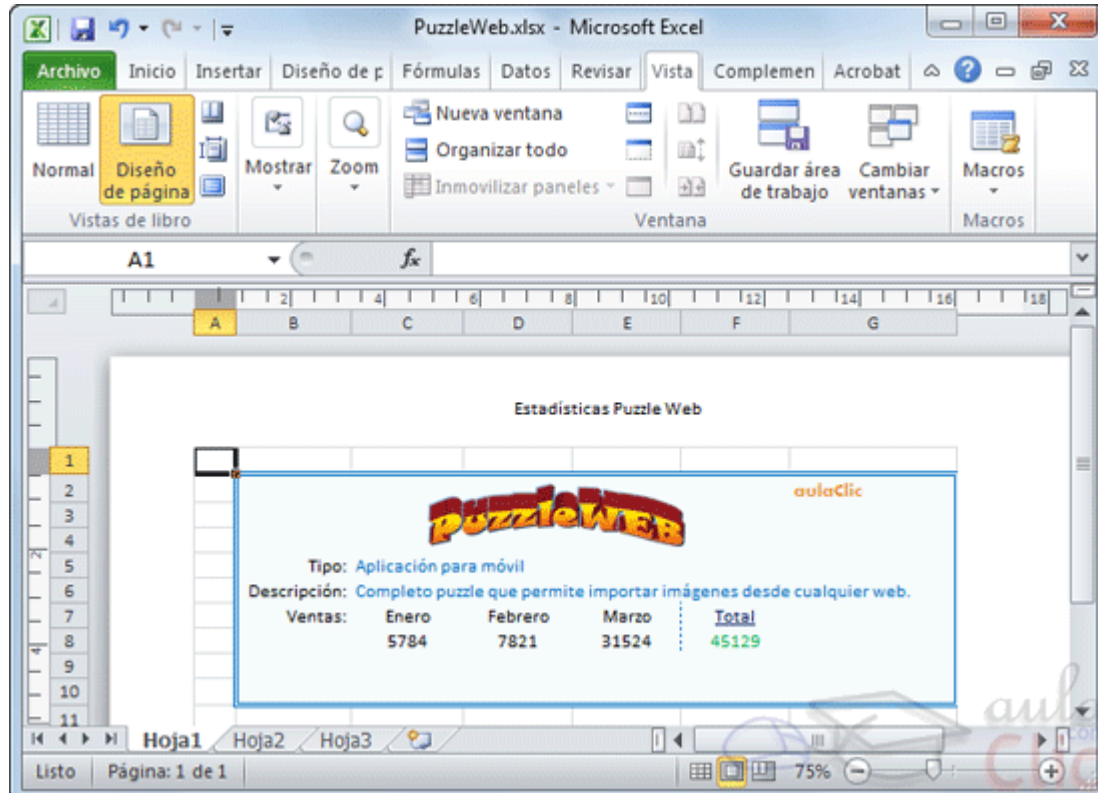 PuzzleWeb.xlsx - Microsoft Excel
Archivo Inicio Insertar Diseño de p Fórmulas Datos Revisar Vista Complemen Acrobat
Normal Diseño de página Mostrar Zoom
Nueva ventana
Organizar todo
Inmovilizar paneles
Guardar área de trabajo
Cambiar ventanas
Macros
Vistas de libro Ventana Macros
A1 fx
2 4 6 8 10 12 14 16 18
A B C D E F G
Estadísticas Puzzle Web
1
2 aulaClic
3 PuzzleWEB
4
5 Tipo: Aplicación para móvil
6 Descripción: Completo puzzle que permite importar imágenes desde cualquier web.
7 Ventas: Enero Febrero Marzo Total
8 5784 7821 31524 45129
9
10
11
2
4
Hoja1 Hoja2 Hoja3
Listo Página: 1 de 1 75%
aula
Clic